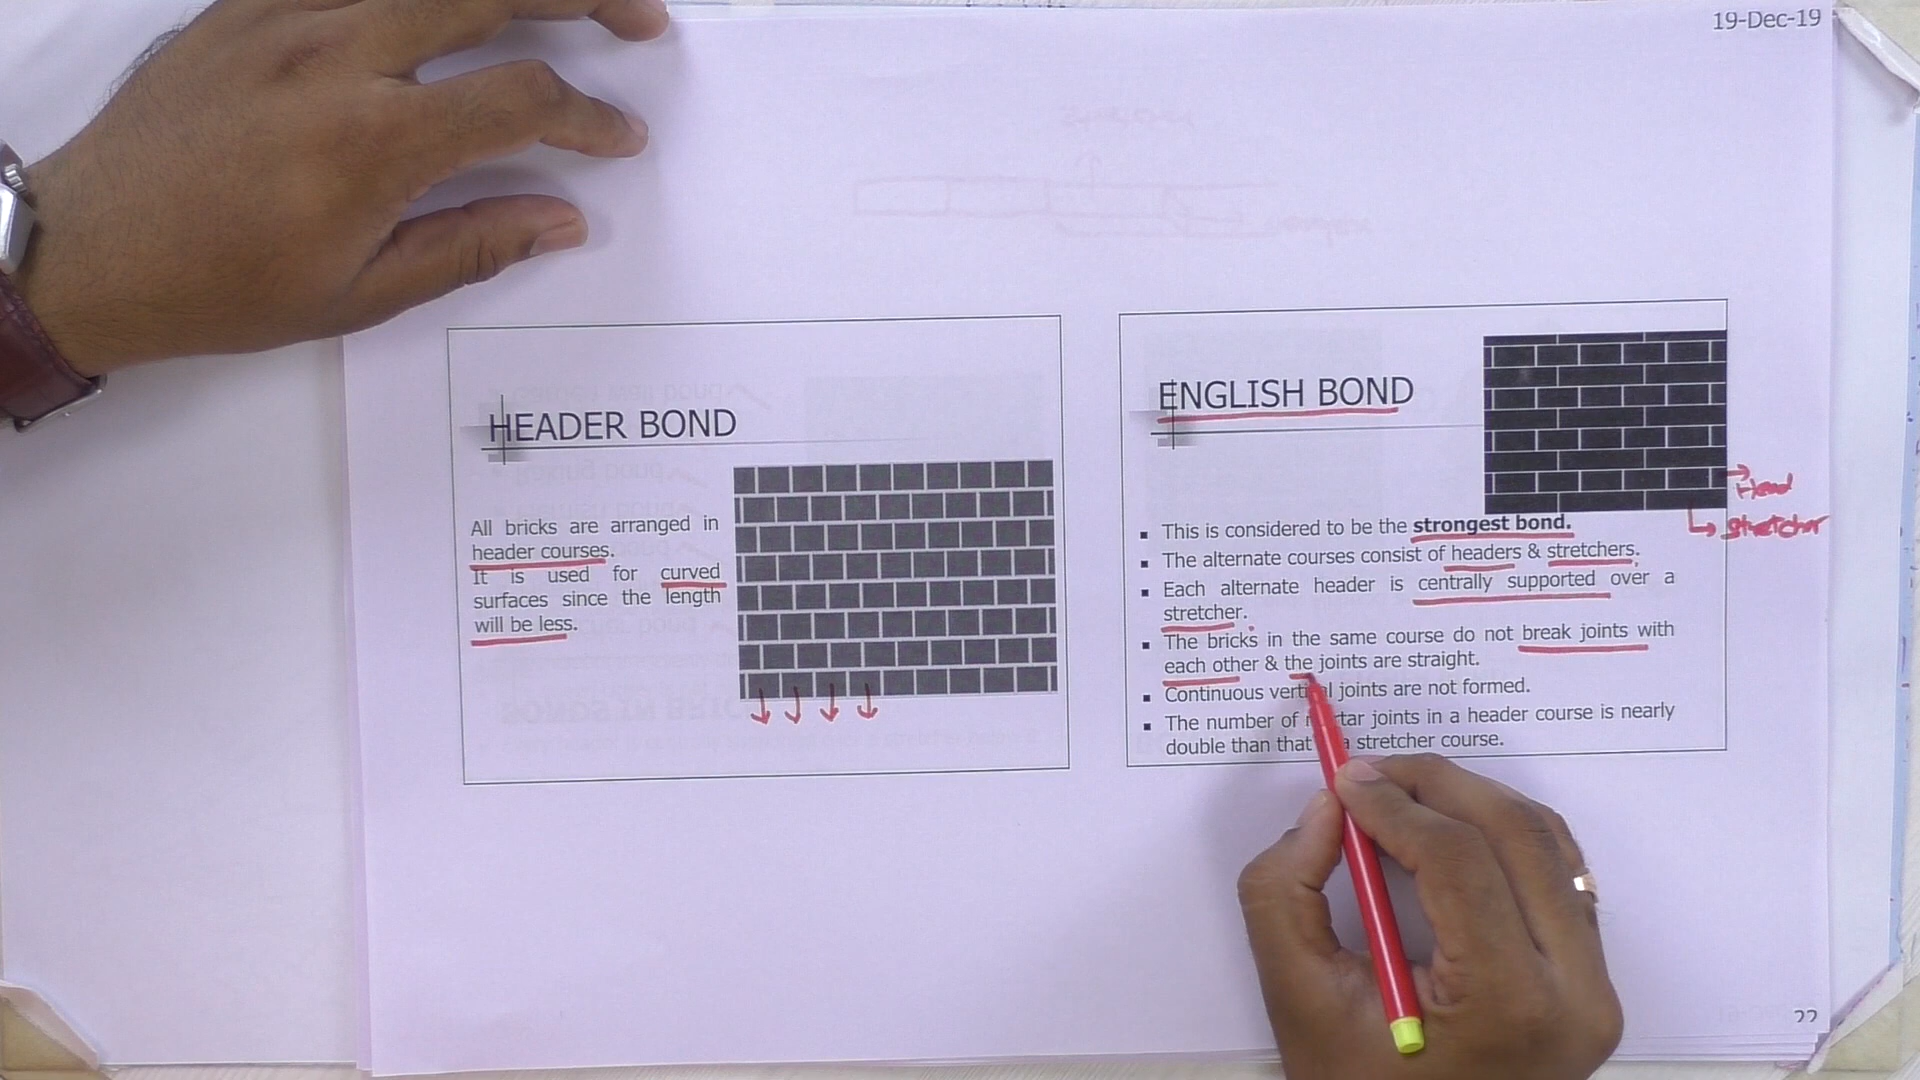 19-Dec-19
HEADER BOND
All bricks are arranged in
header courses.
It is used for curved
surfaces since the length
will be less.
ENGLISH BOND
Head
Stretcher
This is considered to be the strongest bond.
The alternate courses consist of headers & stretchers.
Each alternate header is centrally supported over a
stretcher.
The bricks in the same course do not break joints with
each other & the joints are straight.
Continuous vertical joints are not formed.
The number of mortar joints in a header course is nearly
double than that a stretcher course.
22